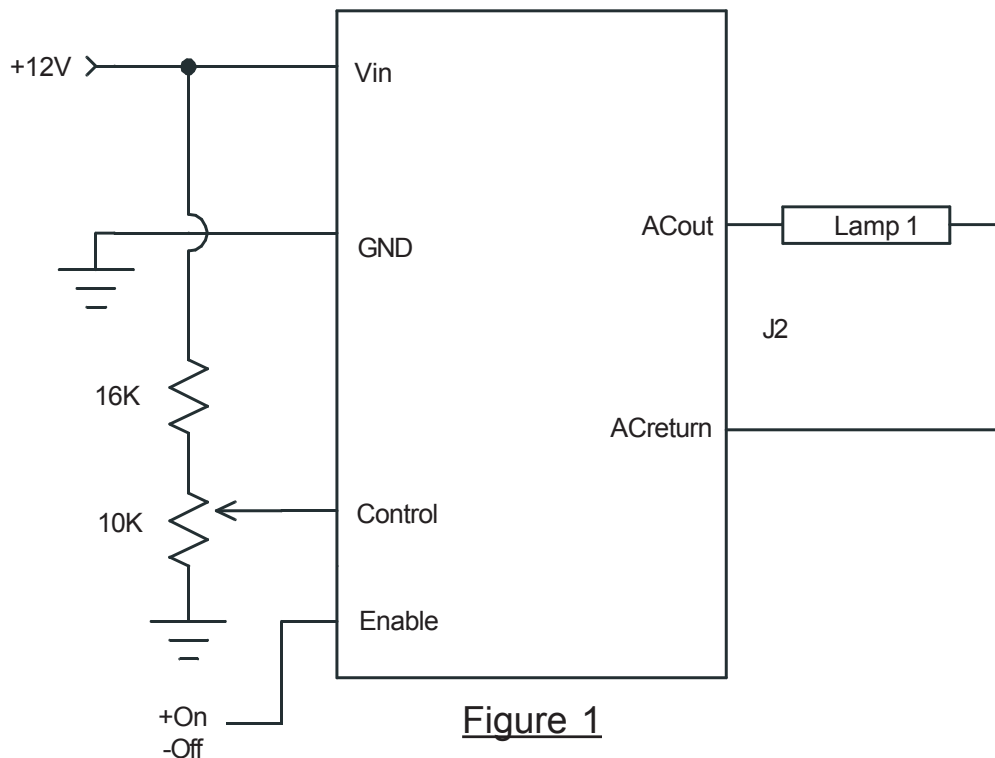 +12V
Vin
ACout
Lamp 1
GND
J2
16K
ACreturn
Control
10K
Enable
+On
-Off
Figure 1